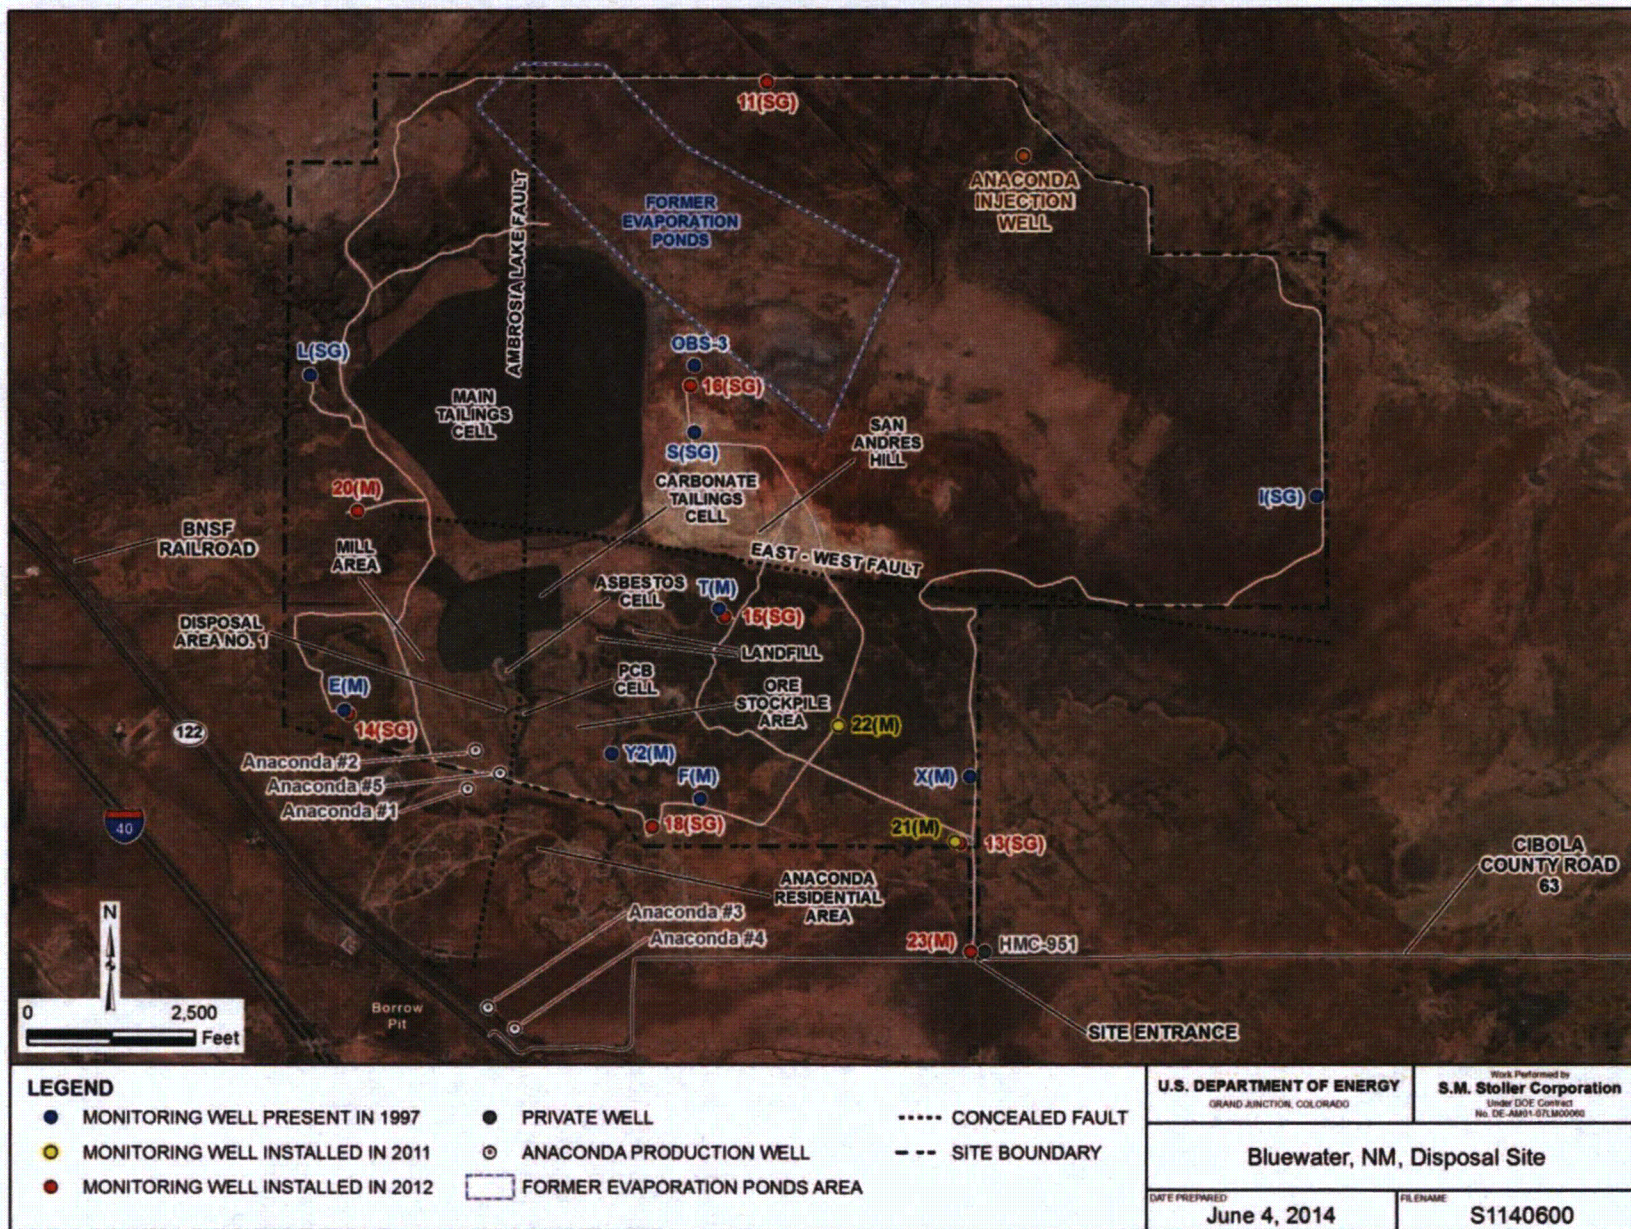 11(SG)
ANACONDA
INJECTION
WELL
AMBROSIA LAKE FAULT
FORMER
EVAPORATION
PONDS
L(SG)
OBS-3
16(SG)
MAIN
TAILINGS
CELL
S(SG)
SAN
ANDRES
HILL
CARBONATE
TAILINGS
CELL
20(M)
I(SG)
BNSF
RAILROAD
MILL
AREA
EAST - WEST FAULT
ASBESTOS
CELL
T(M)
15(SG)
DISPOSAL
AREA NO. 1
LANDFILL
PCB
CELL
E(M)
14(SG)
ORE
STOCKPILE
AREA
122
22(M)
Anaconda #2
Y2(M)
F(M)
X(M)
Anaconda #5
Anaconda #1
40
18(SG)
21(M)
13(SG)
CIBOLA
COUNTY ROAD
63
ANACONDA
RESIDENTIAL
AREA
N
Anaconda #3
Anaconda #4
23(M)
HMC-951
0 2,500
Feet
Borrow
Pit
SITE ENTRANCE
LEGEND
MONITORING WELL PRESENT IN 1997
MONITORING WELL INSTALLED IN 2011
MONITORING WELL INSTALLED IN 2012
PRIVATE WELL
ANACONDA PRODUCTION WELL
FORMER EVAPORATION PONDS AREA
CONCEALED FAULT
SITE BOUNDARY
U.S. DEPARTMENT OF ENERGY
GRAND JUNCTION, COLORADO
Work Performed by
S.M. Stoller Corporation
Under DOE Contract
No. DE-AM01-07LM00060
Bluewater, NM, Disposal Site
DATE PREPARED
June 4, 2014
FILENAME
S1140600